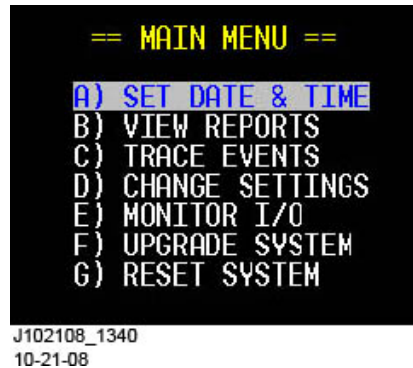 == MAIN MENU ==
A) SET DATE & TIME
B) VIEW REPORTS
C) TRACE EVENTS
D) CHANGE SETTINGS
E) MONITOR I/O
F) UPGRADE SYSTEM
G) RESET SYSTEM
J102108_1340
10-21-08